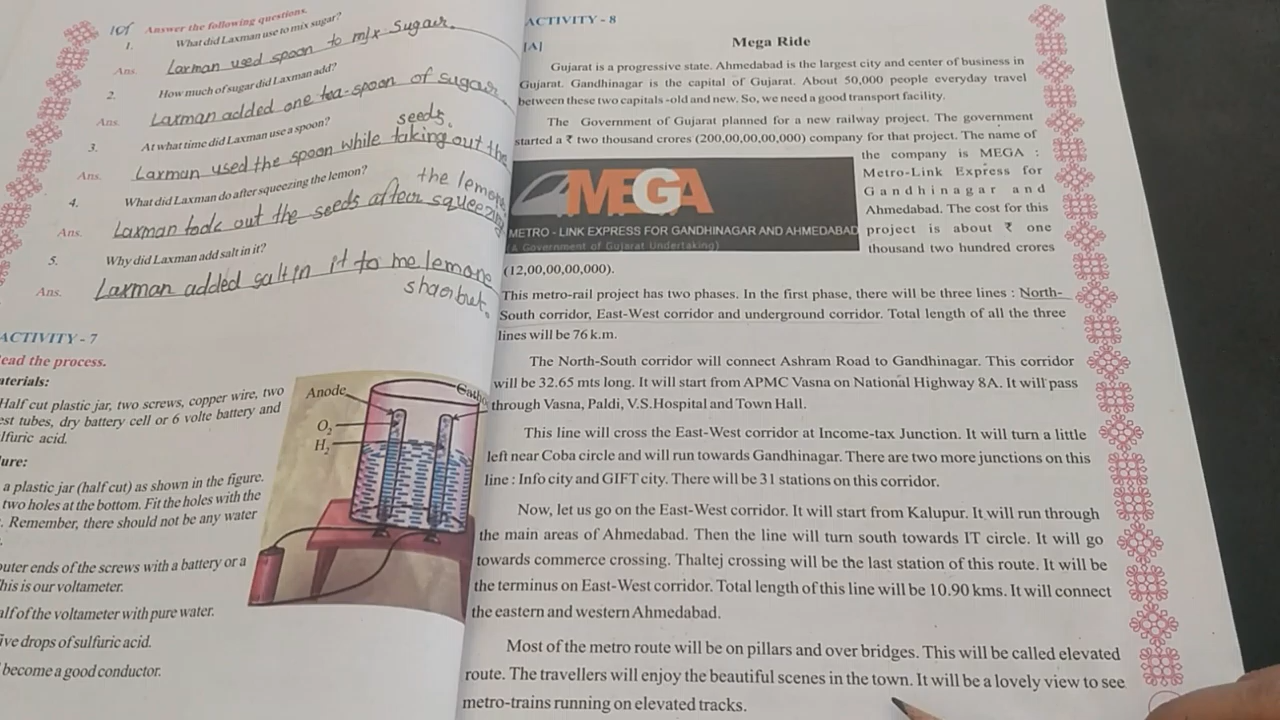 10f Answer the following questions.
1. What did Laxman use to mix sugar?
Ans. Laxman used spoon to mix Sugar.
2. How much of sugar did Laxman add?
Ans. Laxman added one tea-spoon of sugar
3. At what time did Laxman use a spoon?
seeds.
Ans. Laxman used the spoon while taking out the
4. What did Laxman do after squeezing the lemon?
the lemon
Ans. Laxman took out the seeds after squeezing
5. Why did Laxman add salt in it?
Ans. Laxman added salt in it to me lemone
sharbut.
ACTIVITY - 7
ead the process.
aterials:
Half cut plastic jar, two screws, copper wire, two
est tubes, dry battery cell or 6 volte battery and
lfuric acid.
ure:
a plastic jar (half cut) as shown in the figure.
two holes at the bottom. Fit the holes with the
. Remember, there should not be any water
outer ends of the screws with a battery or a
his is our voltameter.
alf of the voltameter with pure water.
ive drops of sulfuric acid.
become a good conductor.
Anode
O2
H2
ACTIVITY - 8
[A]
Mega Ride
Gujarat is a progressive state. Ahmedabad is the largest city and center of business in
Gujarat. Gandhinagar is the capital of Gujarat. About 50,000 people everyday travel
between these two capitals -old and new. So, we need a good transport facility.
The Government of Gujarat planned for a new railway project. The government
started a ₹ two thousand crores (200,00,00,00,000) company for that project. The name of
the company is MEGA :
Metro-Link Express for
Gandhinagar and
Ahmedabad. The cost for this
project is about ₹ one
thousand two hundred crores
MEGA
METRO - LINK EXPRESS FOR GANDHINAGAR AND AHMEDABAD
(A Government of Gujarat Undertaking)
(12,00,00,00,000).
This metro-rail project has two phases. In the first phase, there will be three lines : North-
South corridor, East-West corridor and underground corridor. Total length of all the three
lines will be 76 k.m.
The North-South corridor will connect Ashram Road to Gandhinagar. This corridor
will be 32.65 mts long. It will start from APMC Vasna on National Highway 8A. It will pass
through Vasna, Paldi, V.S.Hospital and Town Hall.
This line will cross the East-West corridor at Income-tax Junction. It will turn a little
left near Coba circle and will run towards Gandhinagar. There are two more junctions on this
line : Info city and GIFT city. There will be 31 stations on this corridor.
Now, let us go on the East-West corridor. It will start from Kalupur. It will run through
the main areas of Ahmedabad. Then the line will turn south towards IT circle. It will go
towards commerce crossing. Thaltej crossing will be the last station of this route. It will be
the terminus on East-West corridor. Total length of this line will be 10.90 kms. It will connect
the eastern and western Ahmedabad.
Most of the metro route will be on pillars and over bridges. This will be called elevated
route. The travellers will enjoy the beautiful scenes in the town. It will be a lovely view to see
metro-trains running on elevated tracks.